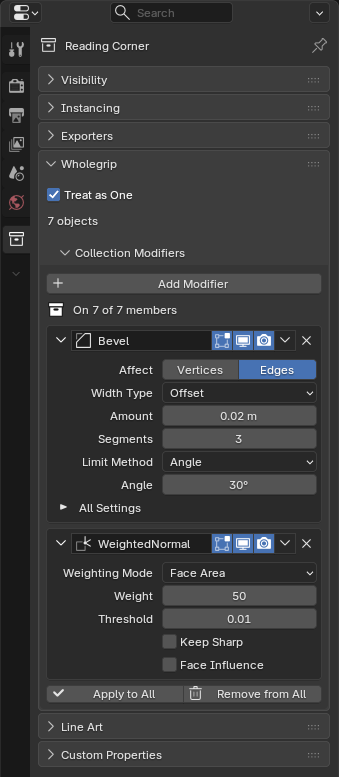 Search
Reading Corner
Visibility
Instancing
Exporters
Wholegrip
Treat as One
7 objects
Collection Modifiers
Add Modifier
On 7 of 7 members
Bevel
Affect Vertices Edges
Width Type Offset
Amount 0.02 m
Segments 3
Limit Method Angle
Angle 30°
All Settings
WeightedNormal
Weighting Mode Face Area
Weight 50
Threshold 0.01
Keep Sharp
Face Influence
Apply to All Remove from All
Line Art
Custom Properties